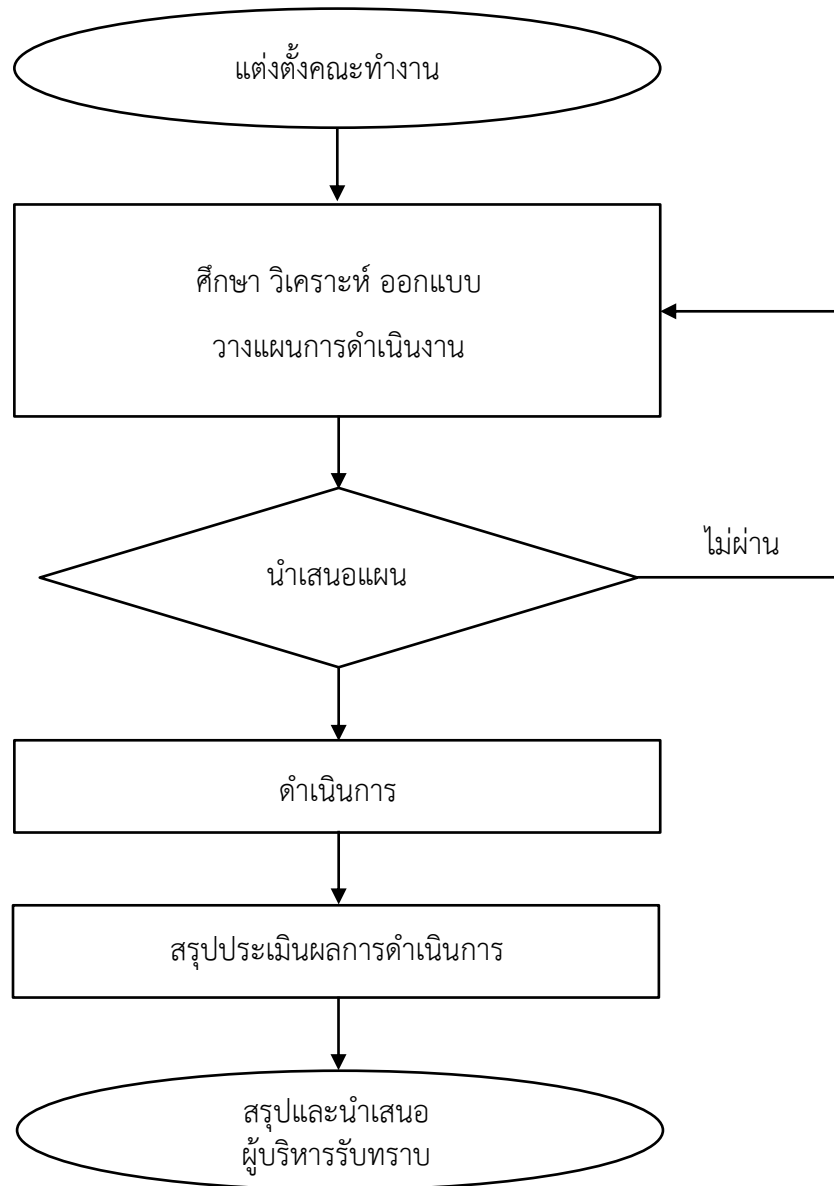 แต่งตั้งคณะทำงาน
ศึกษา วิเคราะห์ ออกแบบ
วางแผนการดำเนินงาน
นำเสนอแผน
ไม่ผ่าน
ดำเนินการ
สรุปประเมินผลการดำเนินการ
สรุปและนำเสนอ
ผู้บริหารรับทราบ